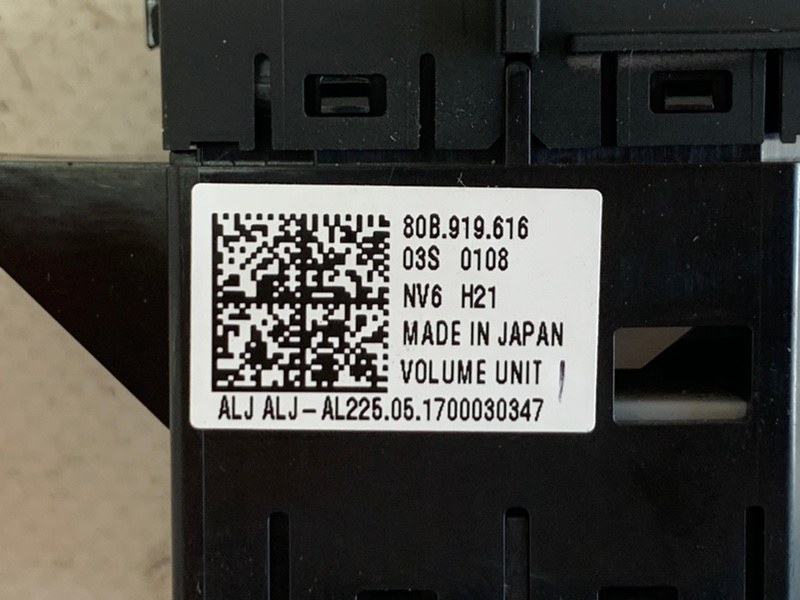 80B.919.616
03S 0108
NV6 H21
MADE IN JAPAN
VOLUME UNIT
ALJ ALJ-AL225.05.1700030347